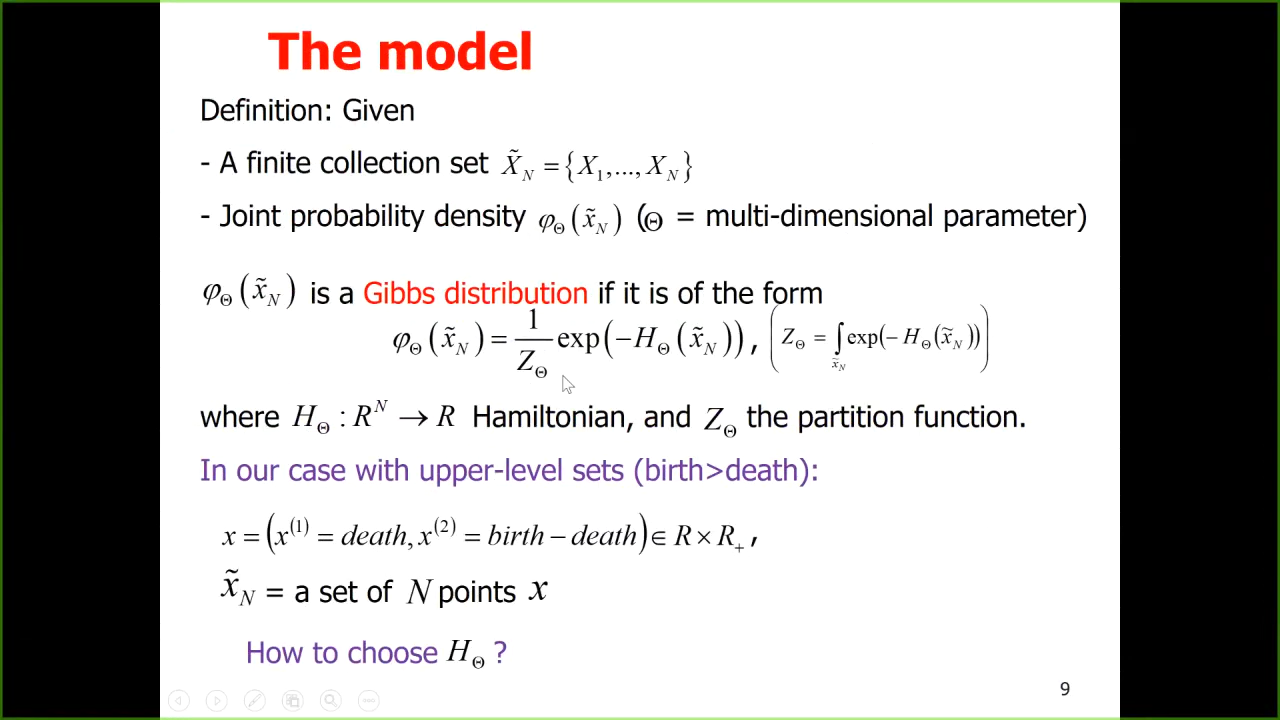 The model
Definition: Given
- A finite collection set X̃_N = {X_1,..., X_N}
- Joint probability density φ_Θ(x̃_N) (Θ = multi-dimensional parameter)
φ_Θ(x̃_N) is a Gibbs distribution if it is of the form
φ_Θ(x̃_N) = 1/Z_Θ exp(−H_Θ(x̃_N)), (Z_Θ = ∫_{x̃_N} exp(−H_Θ(x̃_N)))
where H_Θ : R^N → R Hamiltonian, and Z_Θ the partition function.
In our case with upper-level sets (birth>death):
x = (x^(1) = death, x^(2) = birth − death) ∈ R × R_+,
x̃_N = a set of N points x
How to choose H_Θ ?
9